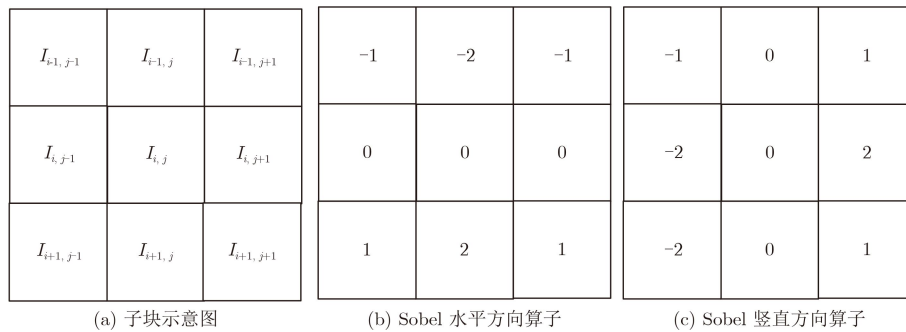 I_{i-1, j-1} I_{i-1, j} I_{i-1, j+1} -1 -2 -1 -1 0 1
I_{i, j-1} I_{i, j} I_{i, j+1} 0 0 0 -2 0 2
I_{i+1, j-1} I_{i+1, j} I_{i+1, j+1} 1 2 1 -2 0 1
(a) 子块示意图 (b) Sobel 水平方向算子 (c) Sobel 竖直方向算子